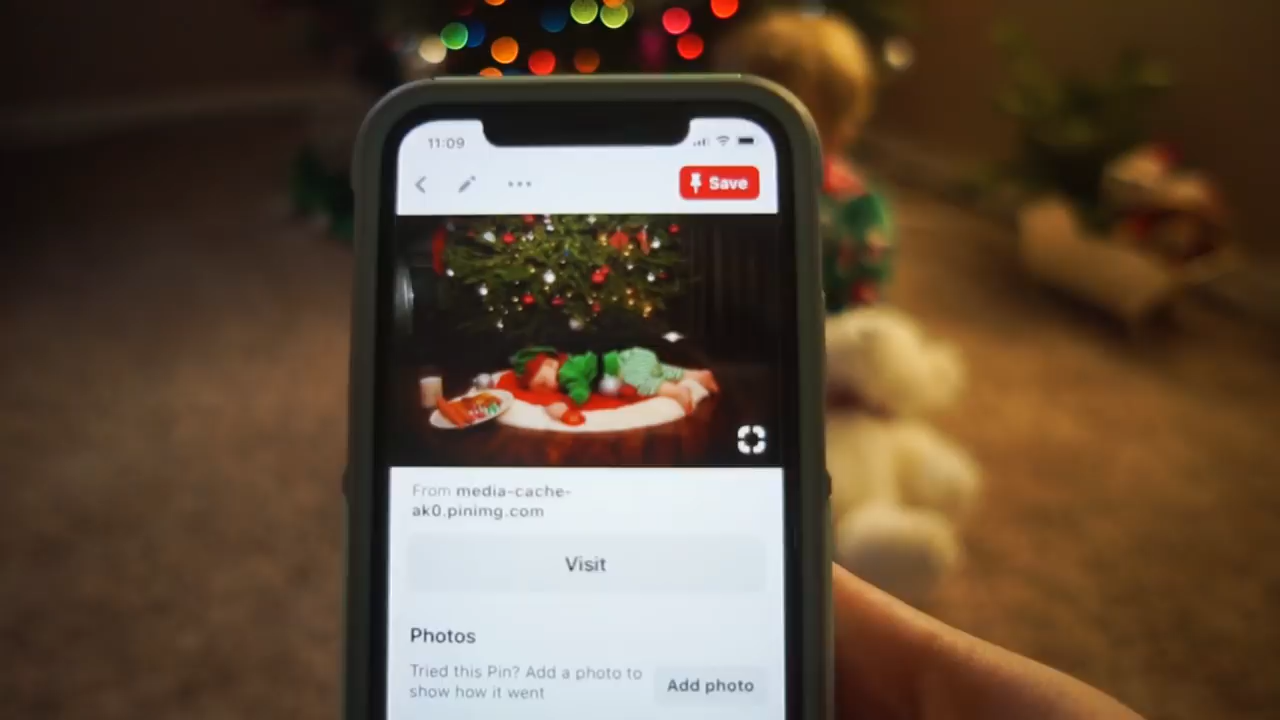 11:09
Save
From media-cache-
ak0.pinimg.com
Visit
Photos
Tried this Pin? Add a photo to
show how it went
Add photo